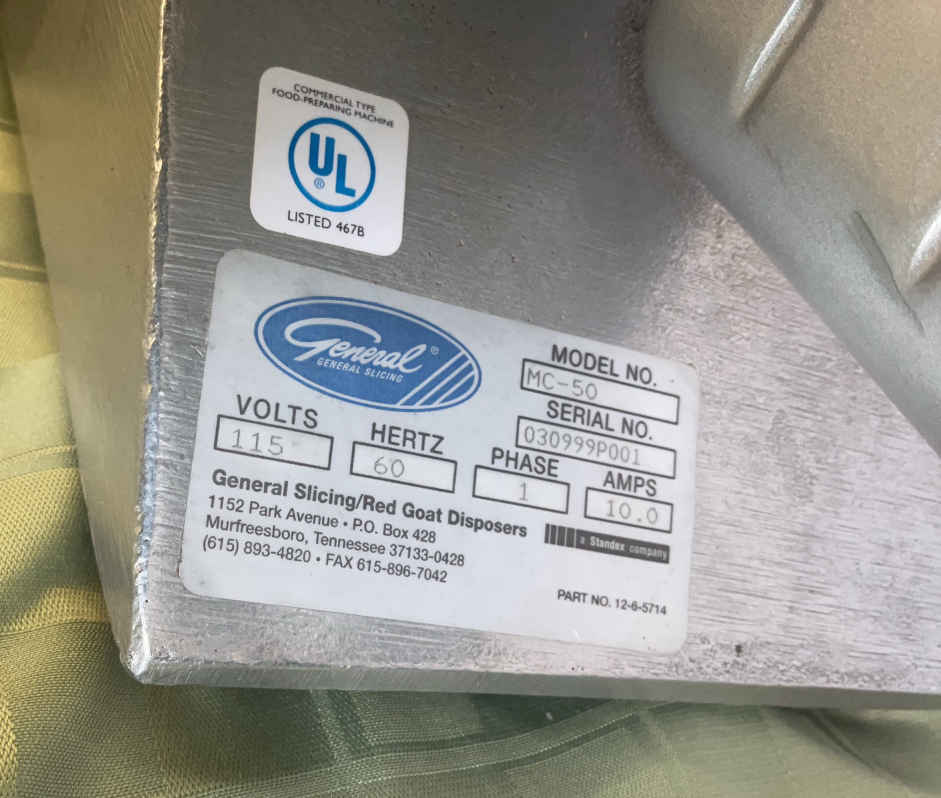 COMMERCIAL TYPE
FOOD-PREPARING MACHINE
UL
®
LISTED 467B
General®
GENERAL SLICING
MODEL NO.
MC-50
SERIAL NO.
030999P001
VOLTS
115
HERTZ
60
PHASE
1
AMPS
10.0
General Slicing/Red Goat Disposers
1152 Park Avenue • P.O. Box 428
Murfreesboro, Tennessee 37133-0428
(615) 893-4820 • FAX 615-896-7042
a Standex company
PART NO. 12-6-5714